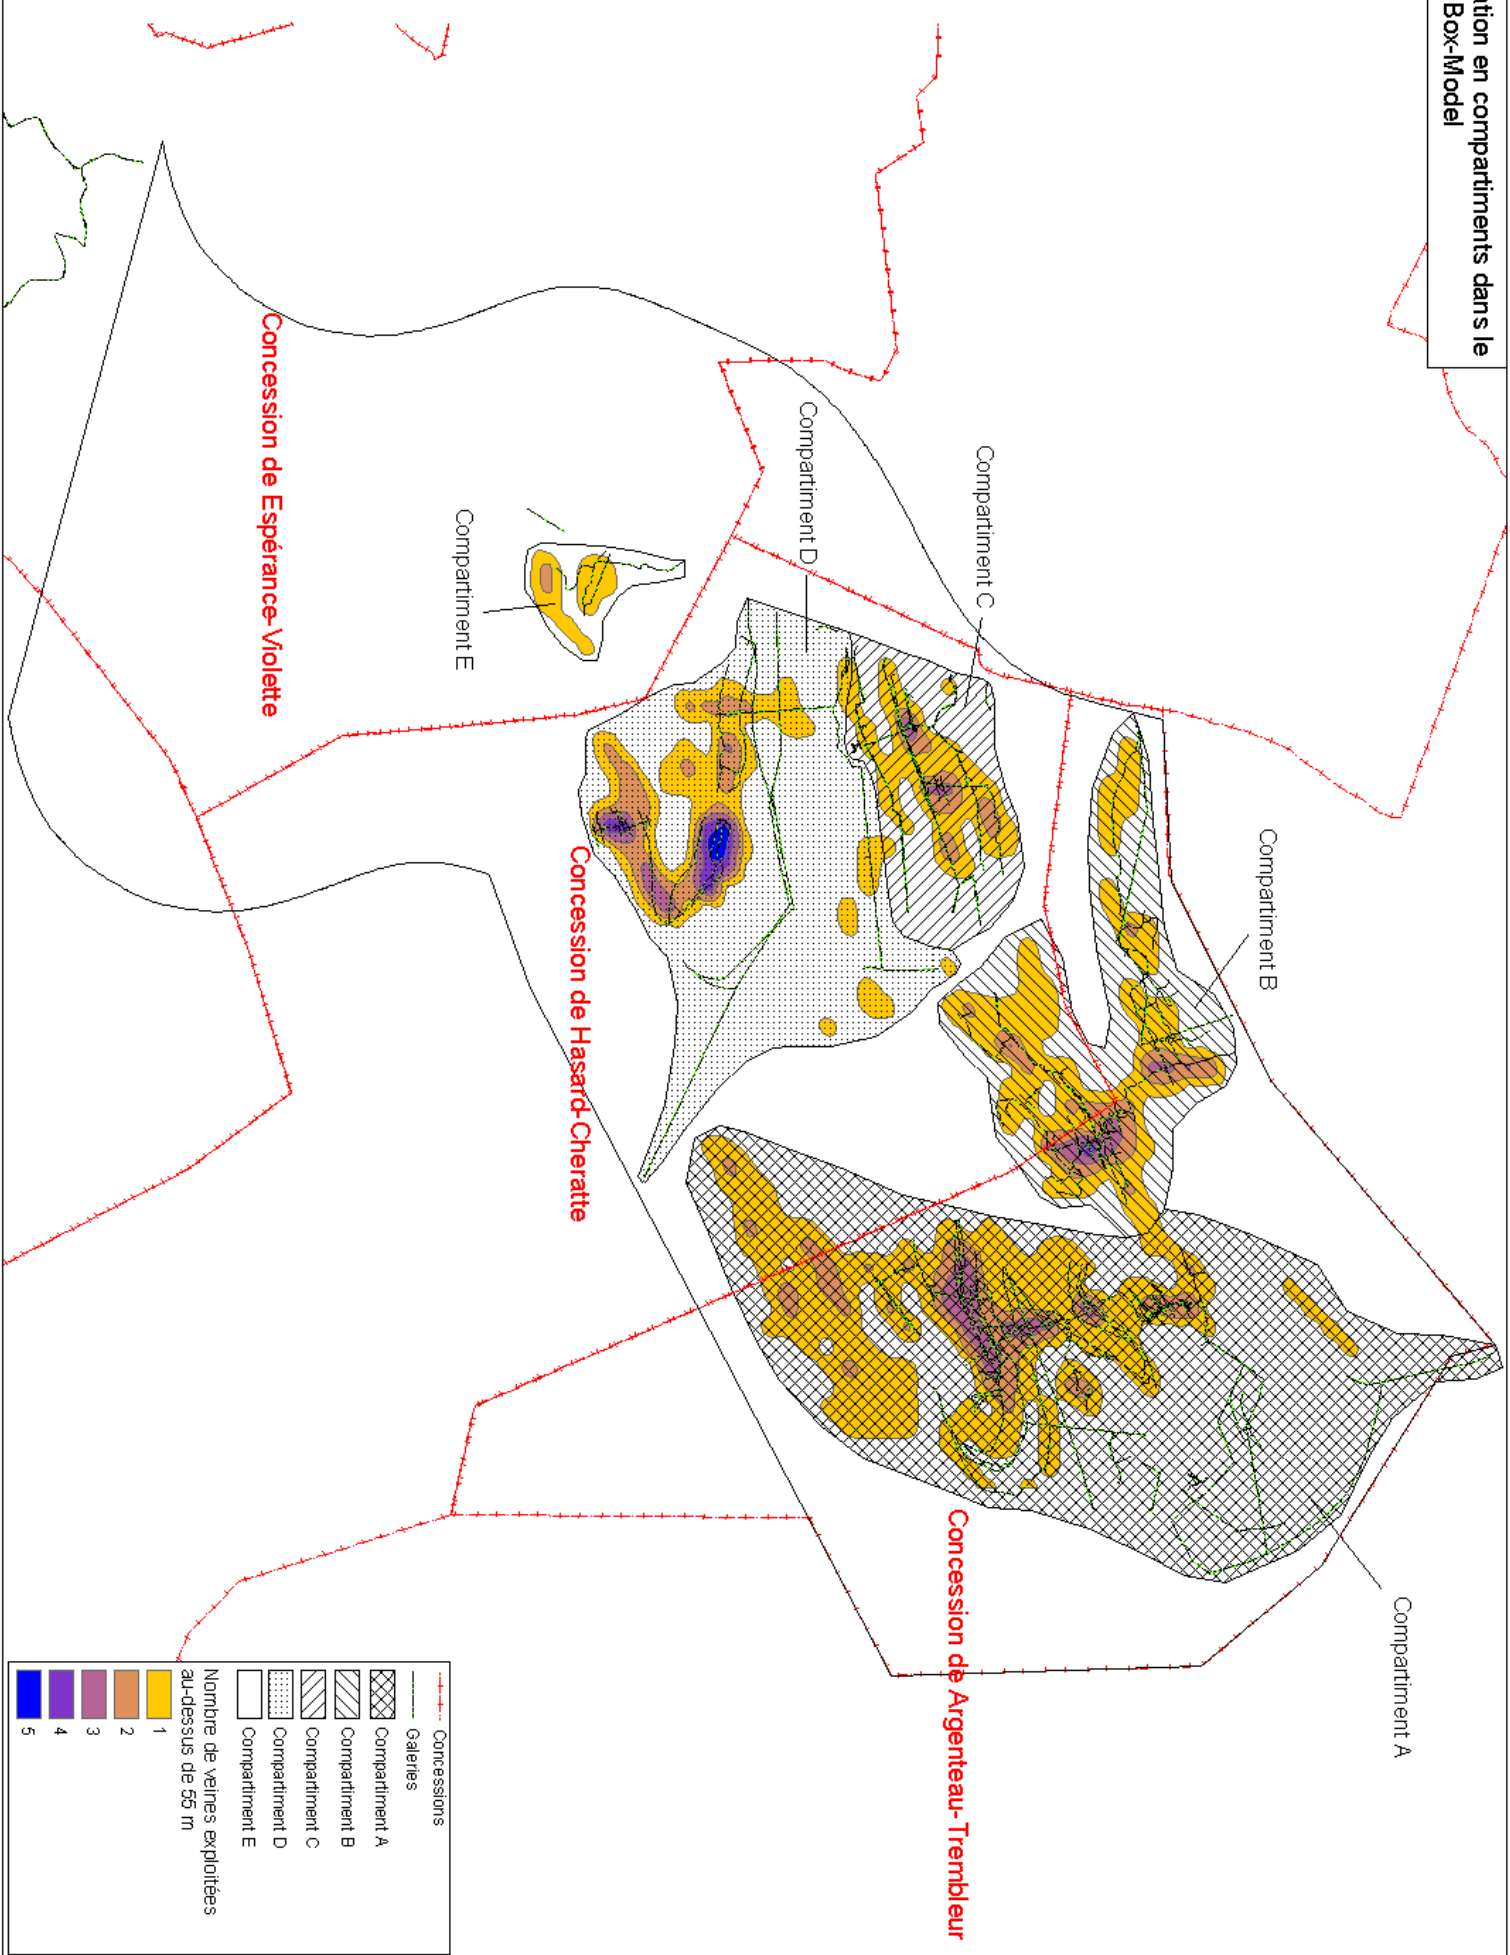 ation en compartiments dans le
Box-Model
Compartiment A
Compartiment B
Compartiment C
Compartiment D
Compartiment E
Concession de Argenteau-Trembleur
Concession de Hasard-Cheratte
Concession de Espérance-Violette
Concessions
Galeries
Compartiment A
Compartiment B
Compartiment C
Compartiment D
Compartiment E
Nombre de veines exploitées
au-dessus de 55 m
1
2
3
4
5